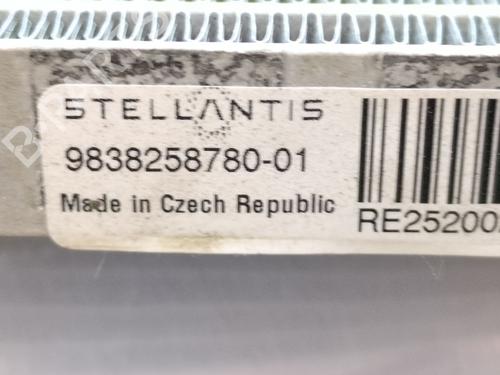 STELLANTIS
9838258780-01
Made in Czech Republic
RE25200